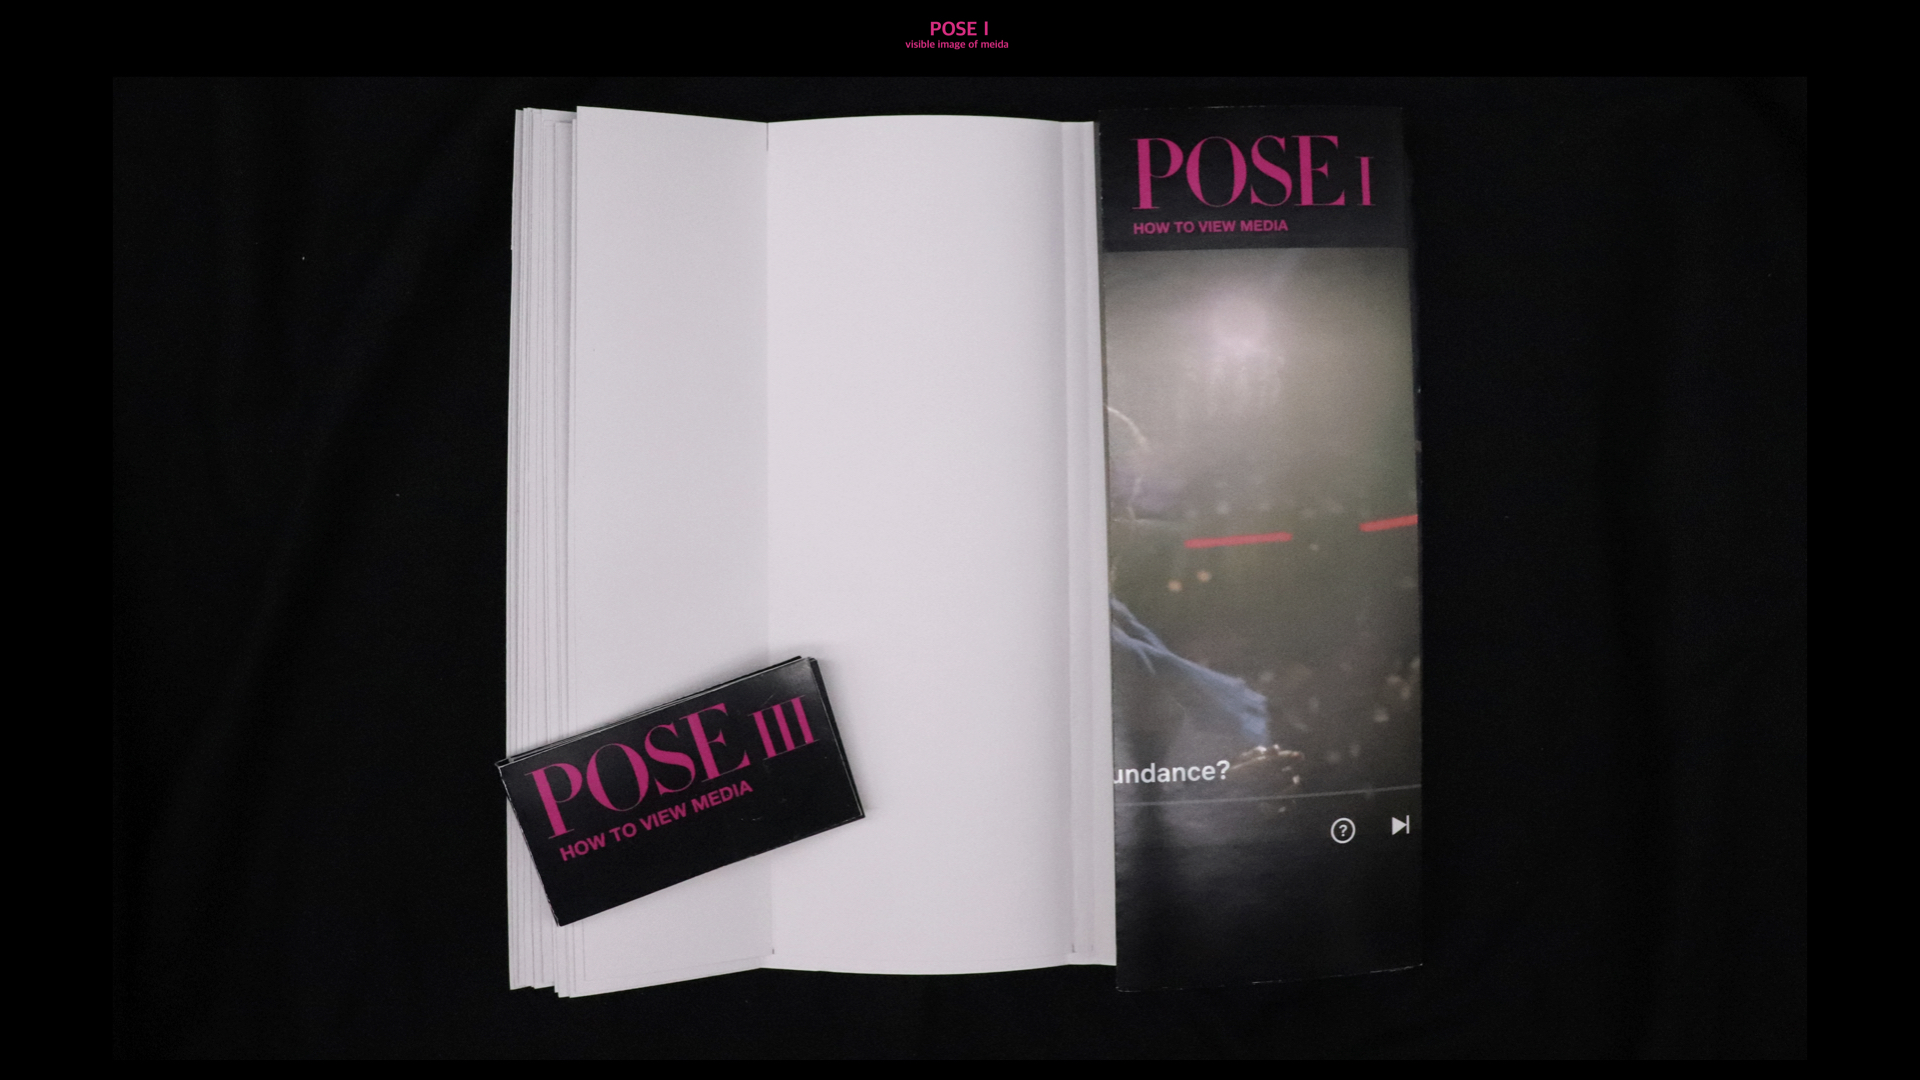 POSE I
visible image of meida
POSE I
HOW TO VIEW MEDIA
undance?
?
POSE III
HOW TO VIEW MEDIA